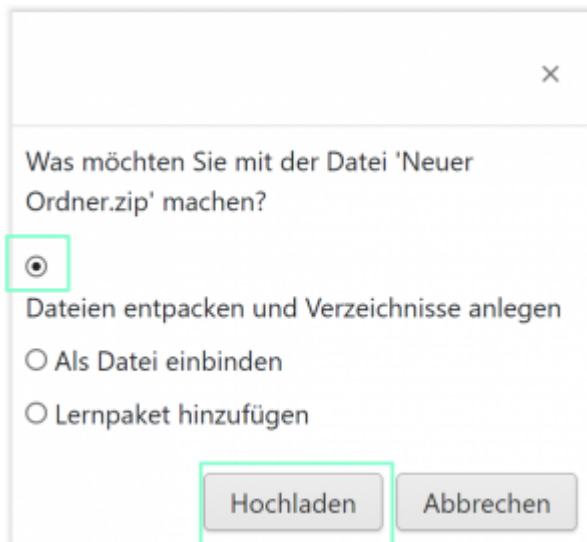 ×
Was möchten Sie mit der Datei 'Neuer
Ordner.zip' machen?
Dateien entpacken und Verzeichnisse anlegen
Als Datei einbinden
Lernpaket hinzufügen
Hochladen Abbrechen